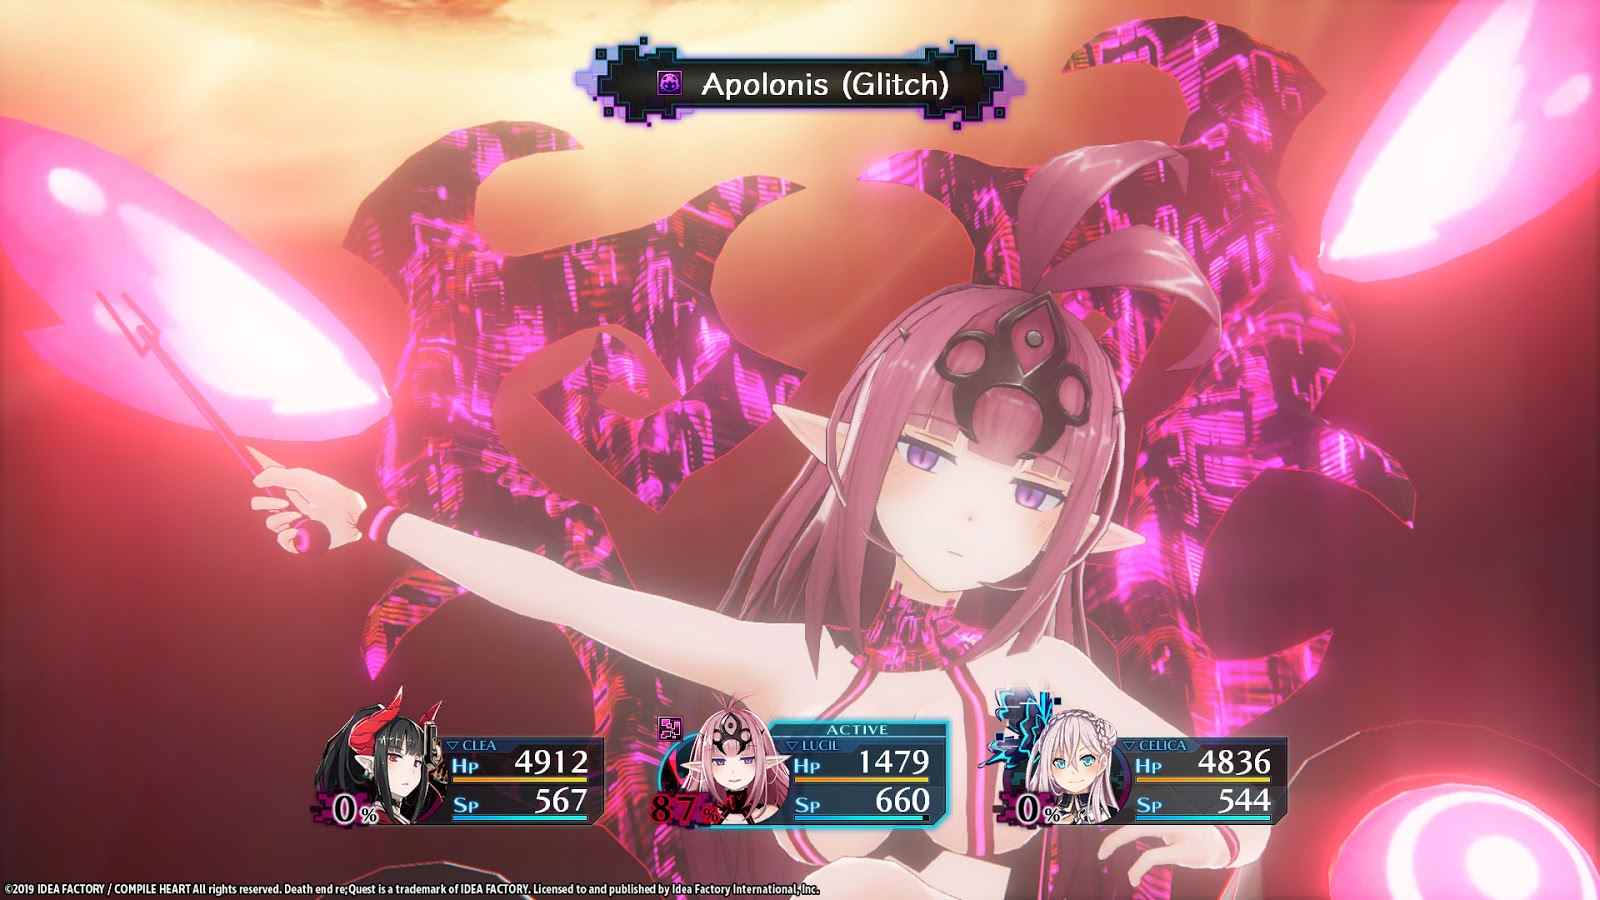 Apolonis (Glitch)
ACTIVE
CLEA
HP 4912
SP 567
0%
LUCIL
HP 1479
SP 660
87%
CELICA
HP 4836
SP 544
0%
©2019 IDEA FACTORY / COMPILE HEART All rights reserved. Death end re;Quest is a trademark of IDEA FACTORY. Licensed to and published by Idea Factory International, Inc.